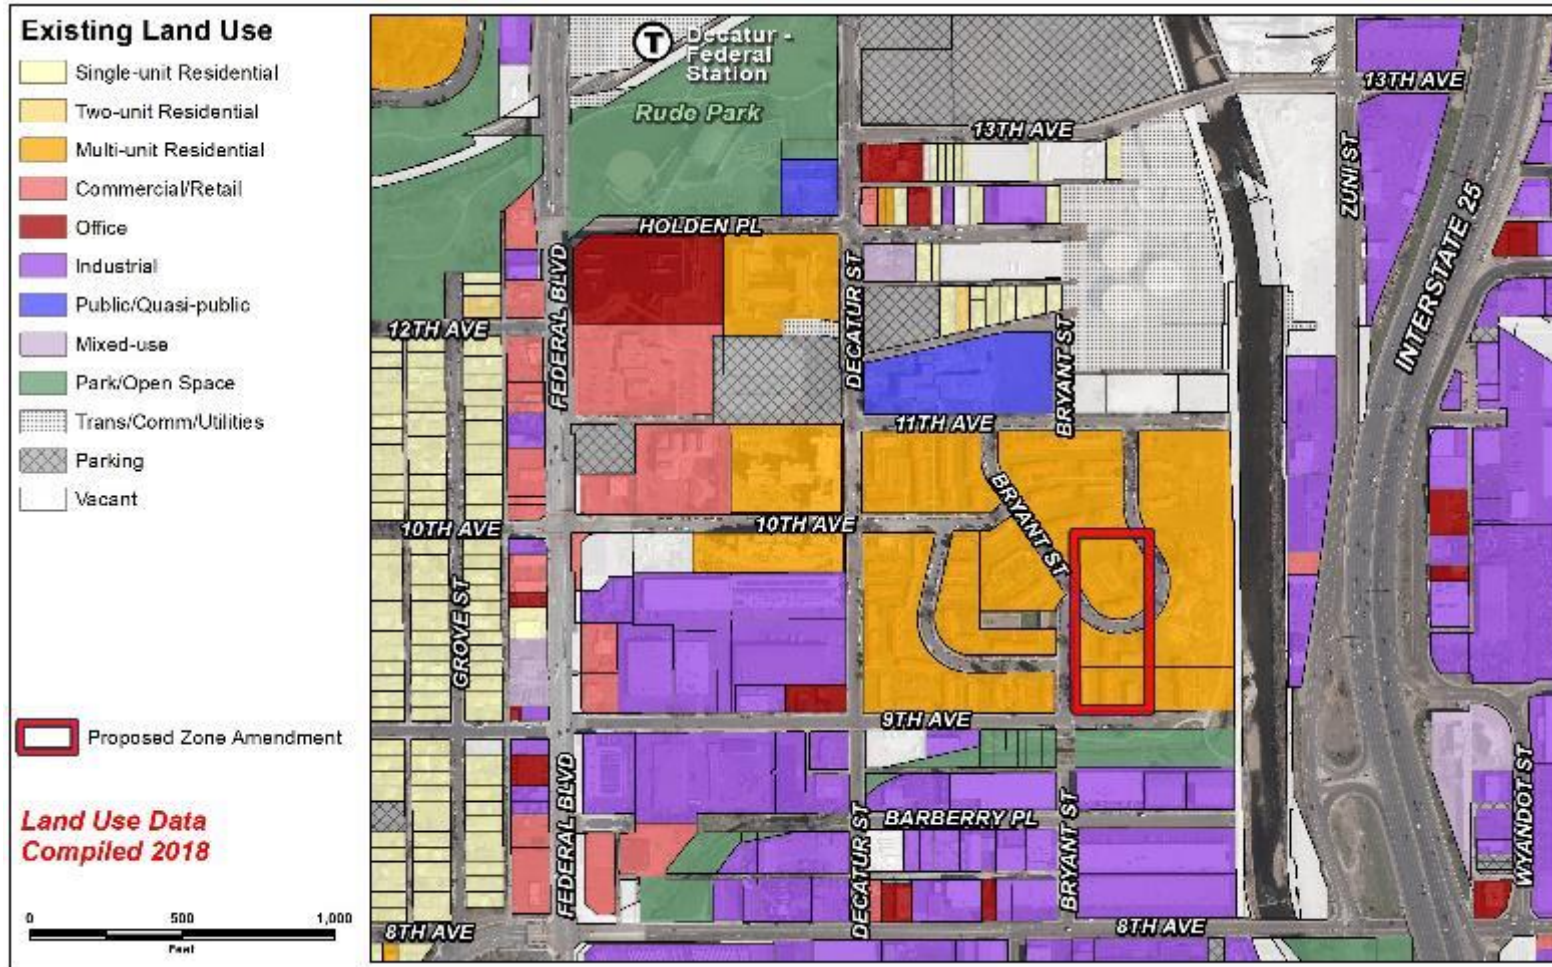 Existing Land Use
Single-unit Residential
Two-unit Residential
Multi-unit Residential
Commercial/Retail
Office
Industrial
Public/Quasi-public
Mixed-use
Park/Open Space
Trans/Comm/Utilities
Parking
Vacant
Proposed Zone Amendment
Land Use Data
Compiled 2018
0 500 1,000
Feet
T
Decatur -
Federal
Station
Rude Park
13TH AVE
13TH AVE
ZUNI ST
INTERSTATE 25
HOLDEN PL
FEDERAL BLVD
DECATUR ST
12TH AVE
BRYANT ST
11TH AVE
BRYANT ST
10TH AVE
10TH AVE
GROVE ST
9TH AVE
FEDERAL BLVD
DECATUR ST
BARBERRY PL
BRYANT ST
WYANDOT ST
8TH AVE
8TH AVE